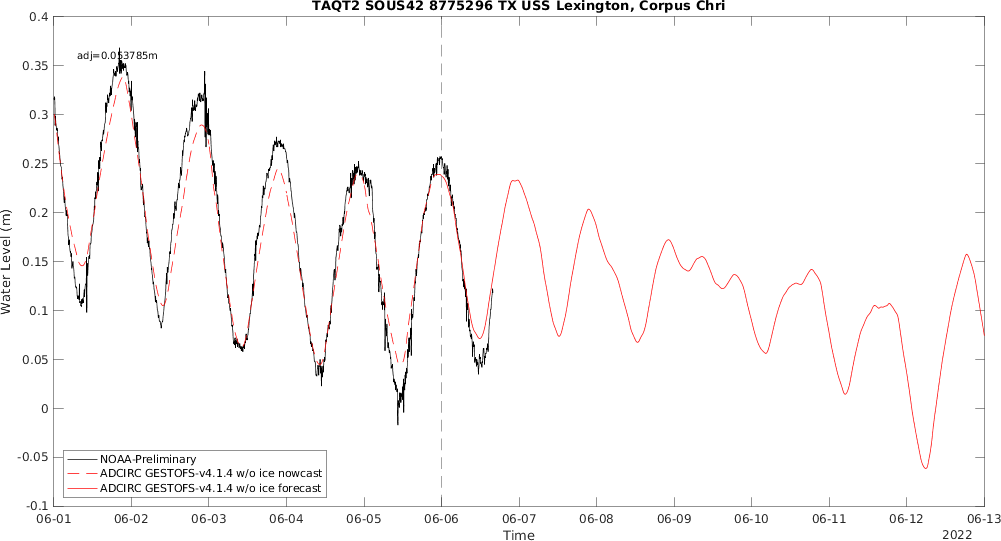 TAQT2 SOUS42 8775296 TX USS Lexington, Corpus Chri
adj=0.053785m
0.4
0.35
0.3
0.25
0.2
0.15
0.1
0.05
0
-0.05
-0.1
Water Level (m)
NOAA-Preliminary
ADCIRC GESTOFS-v4.1.4 w/o ice nowcast
ADCIRC GESTOFS-v4.1.4 w/o ice forecast
06-01 06-02 06-03 06-04 06-05 06-06 06-07 06-08 06-09 06-10 06-11 06-12 06-13
Time
2022